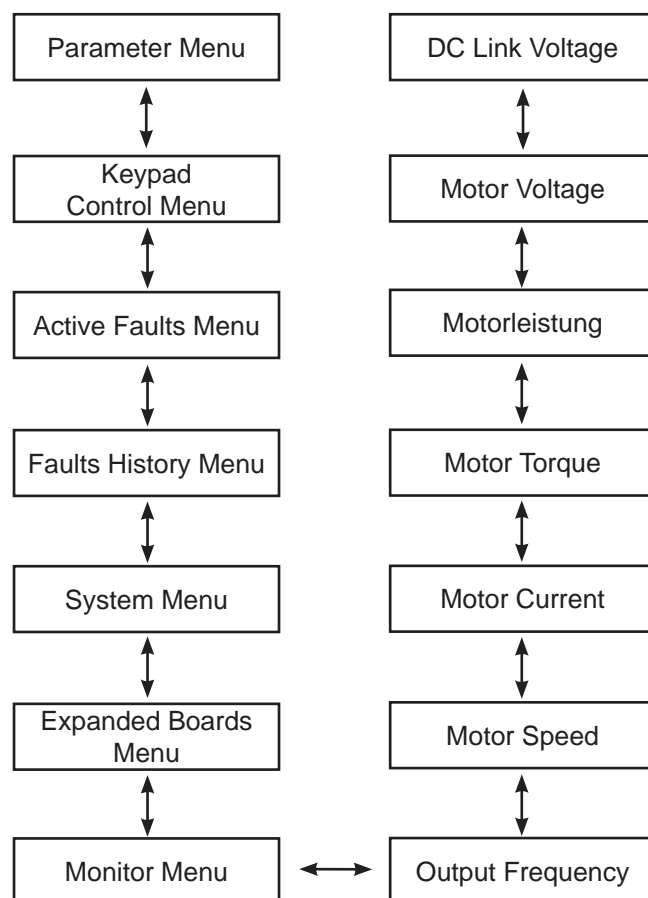 Parameter Menu
Keypad
Control Menu
Active Faults Menu
Faults History Menu
System Menu
Expanded Boards
Menu
Monitor Menu
DC Link Voltage
Motor Voltage
Motorleistung
Motor Torque
Motor Current
Motor Speed
Output Frequency